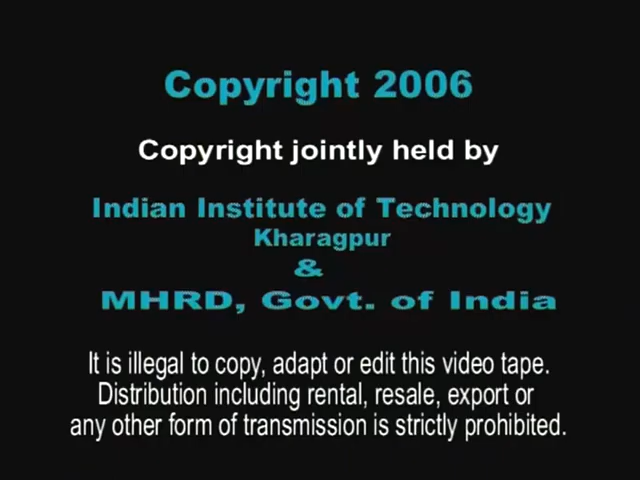 Copyright 2006
Copyright jointly held by
Indian Institute of Technology
Kharagpur
&
MHRD, Govt. of India
It is illegal to copy, adapt or edit this video tape.
Distribution including rental, resale, export or
any other form of transmission is strictly prohibited.